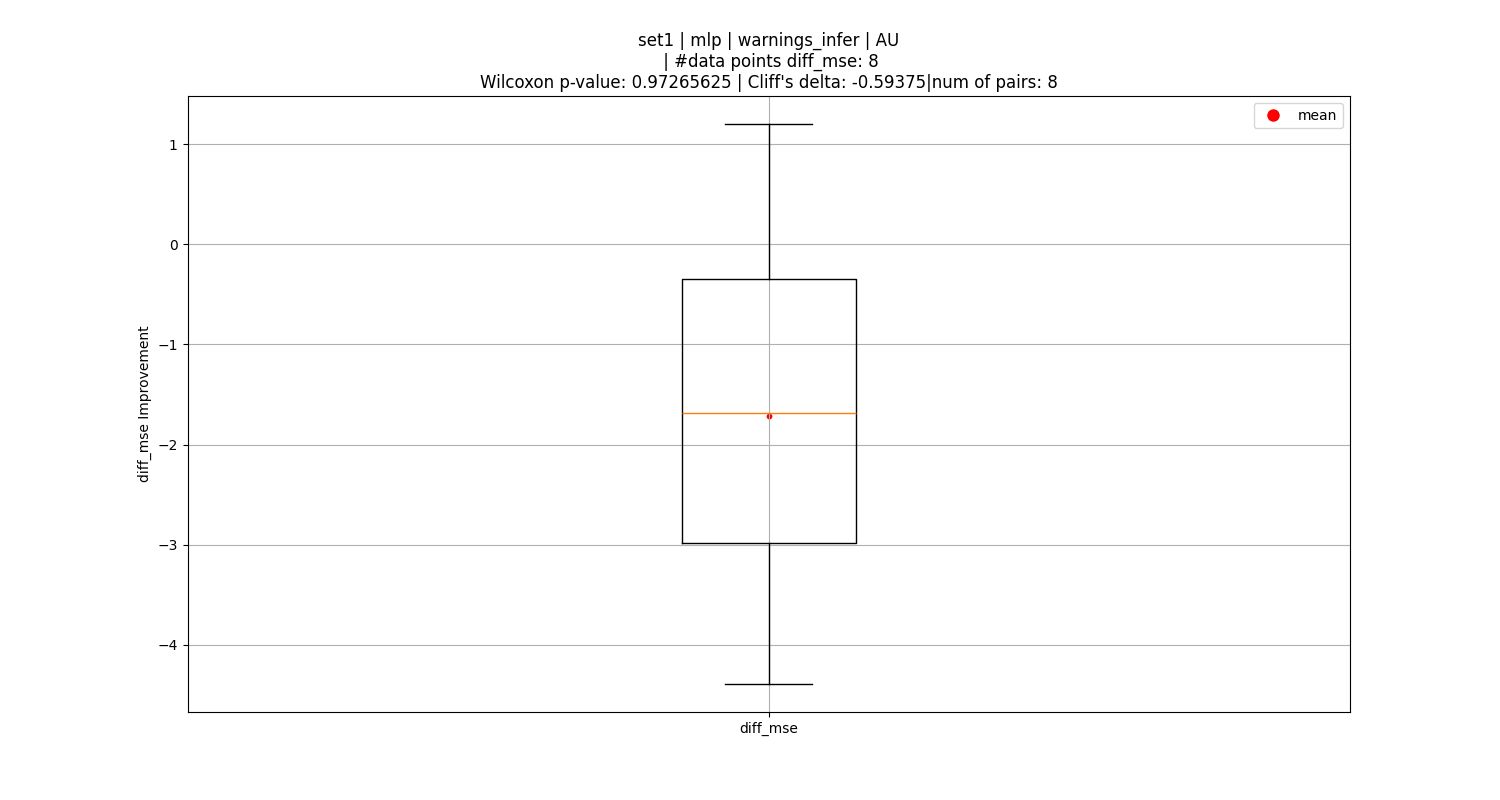 set1 | mlp | warnings_infer | AU
| #data points diff_mse: 8
Wilcoxon p-value: 0.97265625 | Cliff's delta: -0.59375|num of pairs: 8
mean
1
0
−1
−2
−3
−4
diff_mse Improvement
diff_mse